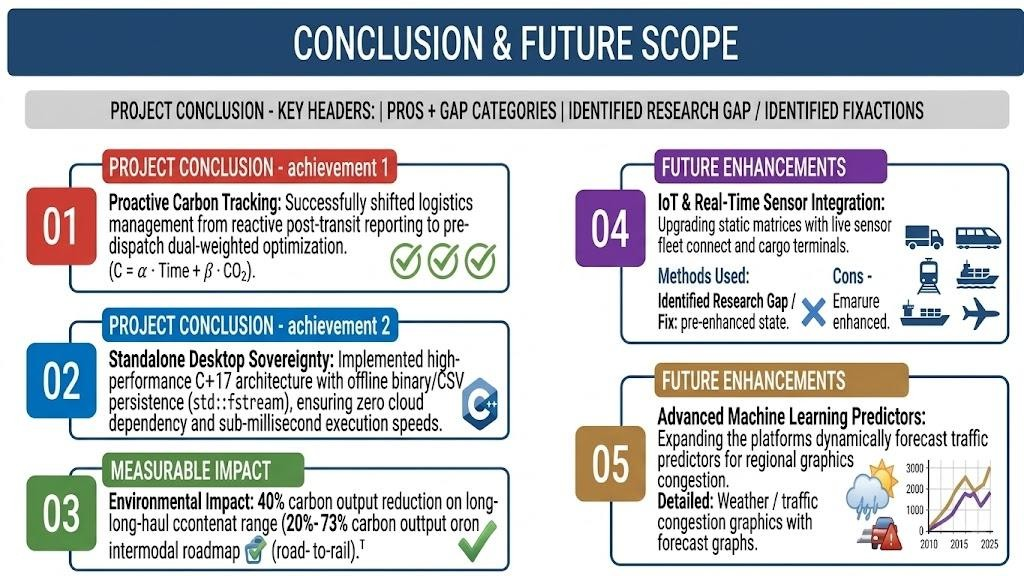 CONCLUSION & FUTURE SCOPE
PROJECT CONCLUSION - KEY HEADERS: | PROS + GAP CATEGORIES | IDENTIFIED RESEARCH GAP / IDENTIFIED FIXACTIONS
PROJECT CONCLUSION - achievement 1
01
Proactive Carbon Tracking: Successfully shifted logistics
management from reactive post-transit reporting to pre-
dispatch dual-weighted optimization.
(C = α · Time + β · CO₂).
PROJECT CONCLUSION - achievement 2
02
Standalone Desktop Sovereignty: Implemented high-
performance C+17 architecture with offline binary/CSV
persistence (std::fstream), ensuring zero cloud
dependency and sub-millisecond execution speeds.
C++
MEASURABLE IMPACT
03
Environmental Impact: 40% carbon output reduction on long-
long-haul ccontenat range (20%- 73% carbon outtput oron
intermodal roadmap (road- to-rail).ᵀ
FUTURE ENHANCEMENTS
04
IoT & Real-Time Sensor Integration:
Upgrading static matrices with live sensor
fleet connect and cargo terminals.
Methods Used:
Identified Research Gap /
Fix: pre-enhanced state.
Cons -
Emarure
enhanced.
FUTURE ENHANCEMENTS
05
Advanced Machine Learning Predictors:
Expanding the platforms dynamically forecast traffic
predictors for regional graphics
congestion.
Detailed: Weather / traffic
congestion graphics with
forecast graphs.
3000
2000
1000
0
2010 2015 2025